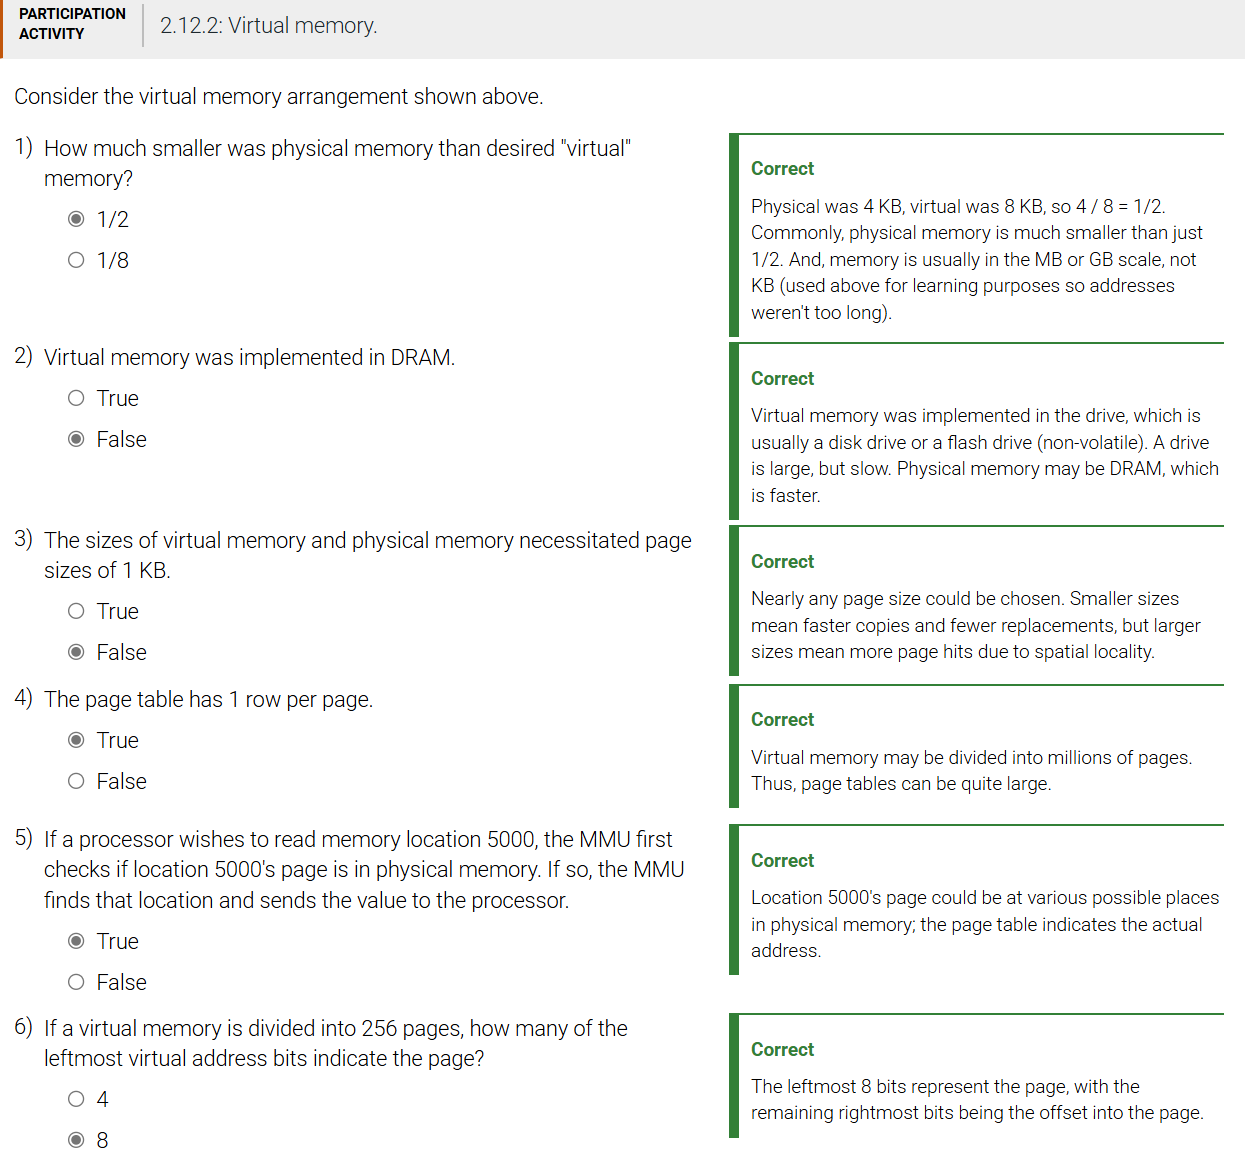 PARTICIPATION
ACTIVITY
2.12.2: Virtual memory.
Consider the virtual memory arrangement shown above.
1) How much smaller was physical memory than desired "virtual"
memory?
1/2
1/8
Correct
Physical was 4 KB, virtual was 8 KB, so 4 / 8 = 1/2.
Commonly, physical memory is much smaller than just
1/2. And, memory is usually in the MB or GB scale, not
KB (used above for learning purposes so addresses
weren't too long).
2) Virtual memory was implemented in DRAM.
True
False
Correct
Virtual memory was implemented in the drive, which is
usually a disk drive or a flash drive (non-volatile). A drive
is large, but slow. Physical memory may be DRAM, which
is faster.
3) The sizes of virtual memory and physical memory necessitated page
sizes of 1 KB.
True
False
Correct
Nearly any page size could be chosen. Smaller sizes
mean faster copies and fewer replacements, but larger
sizes mean more page hits due to spatial locality.
4) The page table has 1 row per page.
True
False
Correct
Virtual memory may be divided into millions of pages.
Thus, page tables can be quite large.
5) If a processor wishes to read memory location 5000, the MMU first
checks if location 5000's page is in physical memory. If so, the MMU
finds that location and sends the value to the processor.
True
False
Correct
Location 5000's page could be at various possible places
in physical memory; the page table indicates the actual
address.
6) If a virtual memory is divided into 256 pages, how many of the
leftmost virtual address bits indicate the page?
4
8
Correct
The leftmost 8 bits represent the page, with the
remaining rightmost bits being the offset into the page.